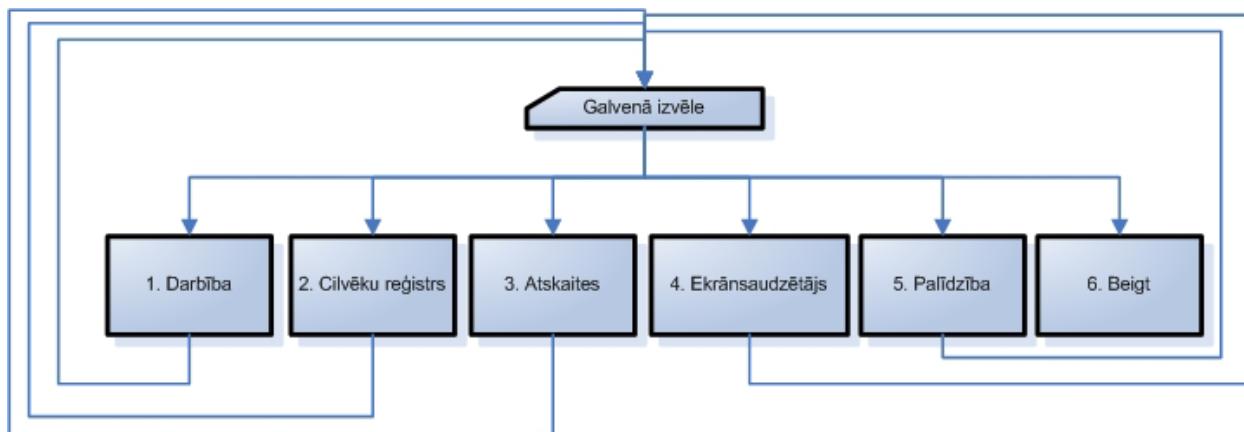 Galvenā izvēle
1. Darbība
2. Cilvēku reģistrs
3. Atskaites
4. Ekrānsaudzētājs
5. Palīdzība
6. Beigt